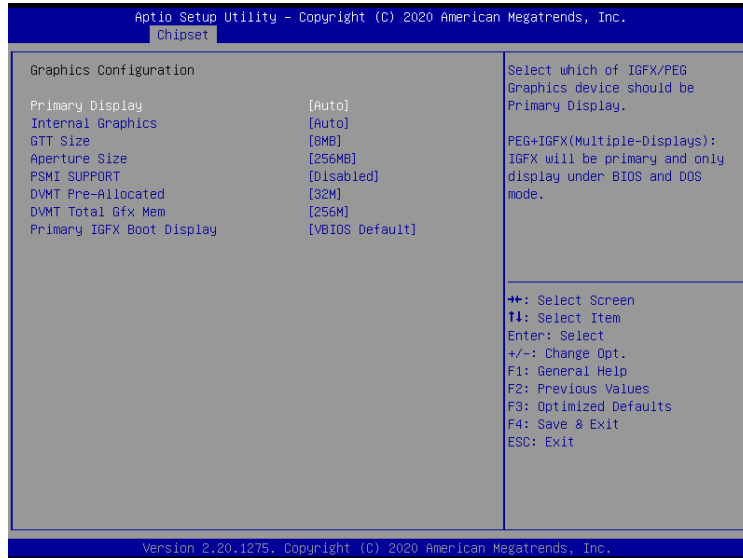 Aptio Setup Utility – Copyright (C) 2020 American Megatrends, Inc.
Chipset
Graphics Configuration
Primary Display [Auto]
Internal Graphics [Auto]
GTT Size [8MB]
Aperture Size [256MB]
PSMI SUPPORT [Disabled]
DVMT Pre-Allocated [32M]
DVMT Total Gfx Mem [256M]
Primary IGFX Boot Display [VBIOS Default]
Select which of IGFX/PEG
Graphics device should be
Primary Display.
PEG+IGFX(Multiple-Displays):
IGFX will be primary and only
display under BIOS and DOS
mode.
→←: Select Screen
↑↓: Select Item
Enter: Select
+/-: Change Opt.
F1: General Help
F2: Previous Values
F3: Optimized Defaults
F4: Save & Exit
ESC: Exit
Version 2.20.1275. Copyright (C) 2020 American Megatrends, Inc.